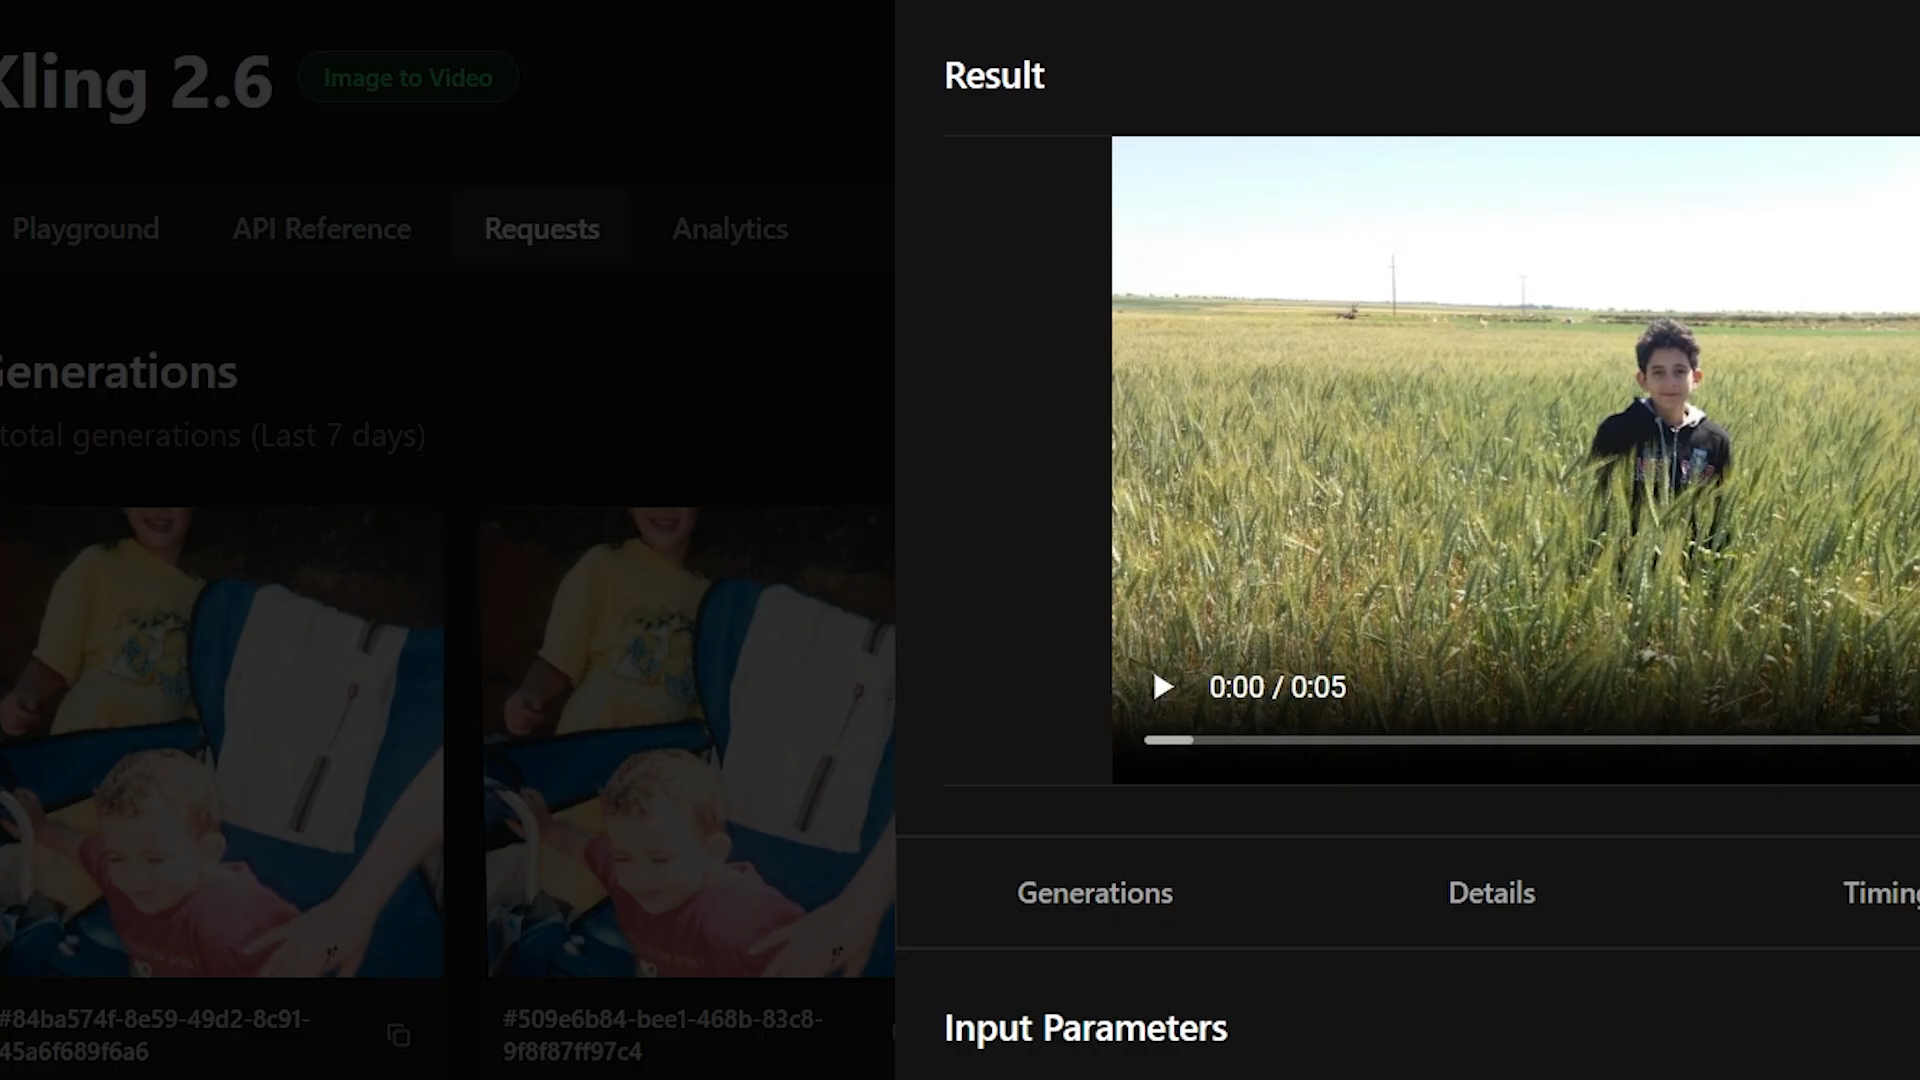 Kling 2.6
Image to Video
Playground
API Reference
Requests
Analytics
Generations
total generations (Last 7 days)
#84ba574f-8e59-49d2-8c91-
45a6f689f6a6
#509e6b84-bee1-468b-83c8-
9f8f87ff97c4
Result
0:00 / 0:05
Generations
Details
Timing
Input Parameters